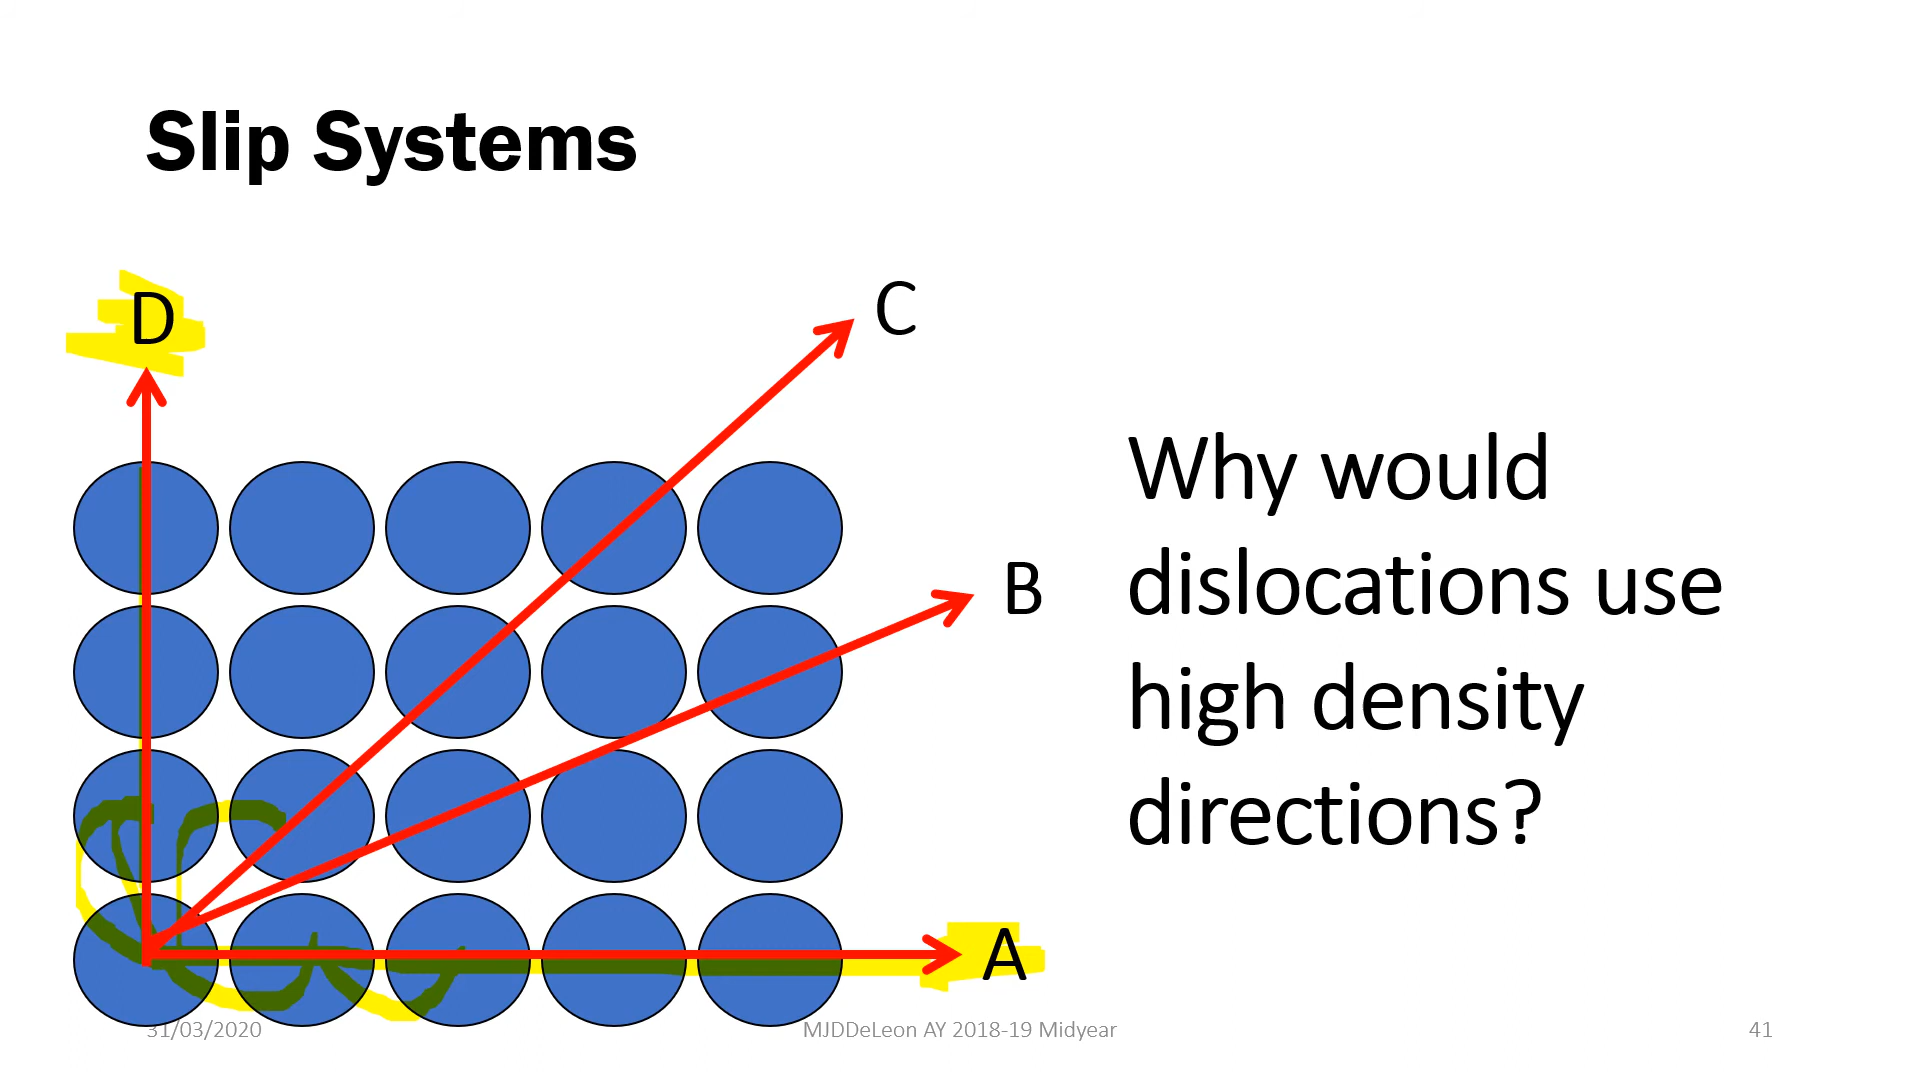 Slip Systems
D
C
B
A
Why would
dislocations use
high density
directions?
31/03/2020
MJDDeLeon AY 2018-19 Midyear
41